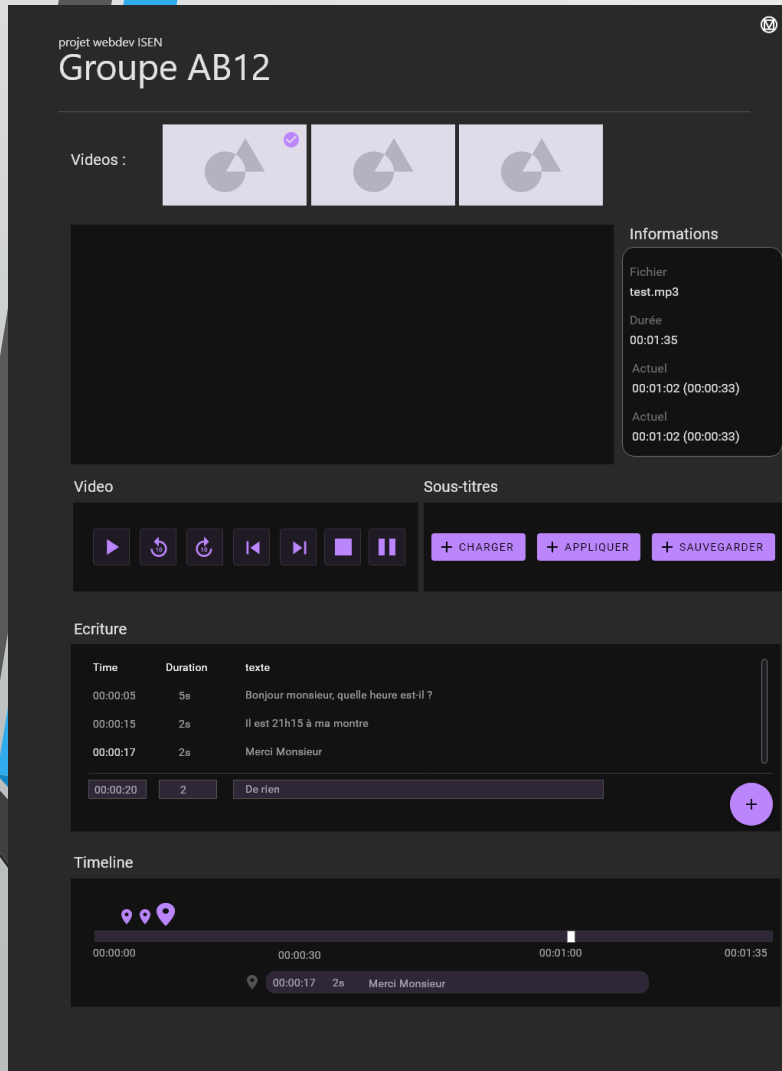 projet webdev ISEN
Groupe AB12
Videos :
Informations
Fichier
test.mp3
Durée
00:01:35
Actuel
00:01:02 (00:00:33)
Actuel
00:01:02 (00:00:33)
Video
Sous-titres
10 10
+ CHARGER + APPLIQUER + SAUVEGARDER
Ecriture
Time Duration texte
00:00:05 5s Bonjour monsieur, quelle heure est-il ?
00:00:15 2s Il est 21h15 à ma montre
00:00:17 2s Merci Monsieur
00:00:20 2 De rien
+
Timeline
00:00:00 00:00:30 00:01:00 00:01:35
00:00:17 2s Merci Monsieur